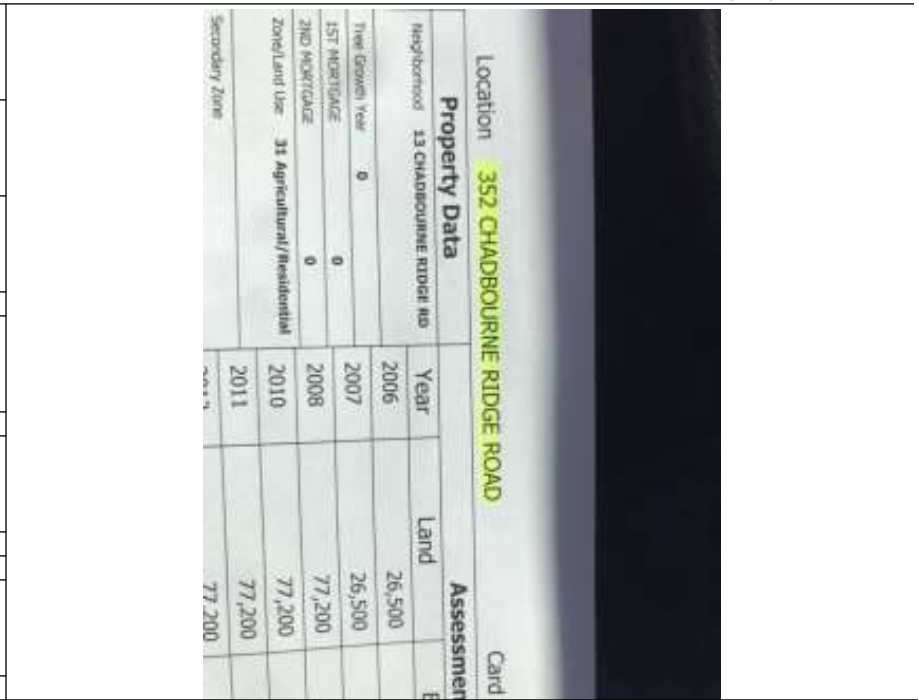 Location 352 CHADBOURNE RIDGE ROAD Card
Property Data
Assessmen
Neighborhood 13 CHADBOURNE RIDGE RD
Tree Growth Year 0
1ST MORTGAGE 0
2ND MORTGAGE 0
Zone/Land Use 31 Agricultural/Residential
Secondary Zone
Year Land
2006 26,500
2007 26,500
2008 77,200
2010 77,200
2011 77,200
77,200